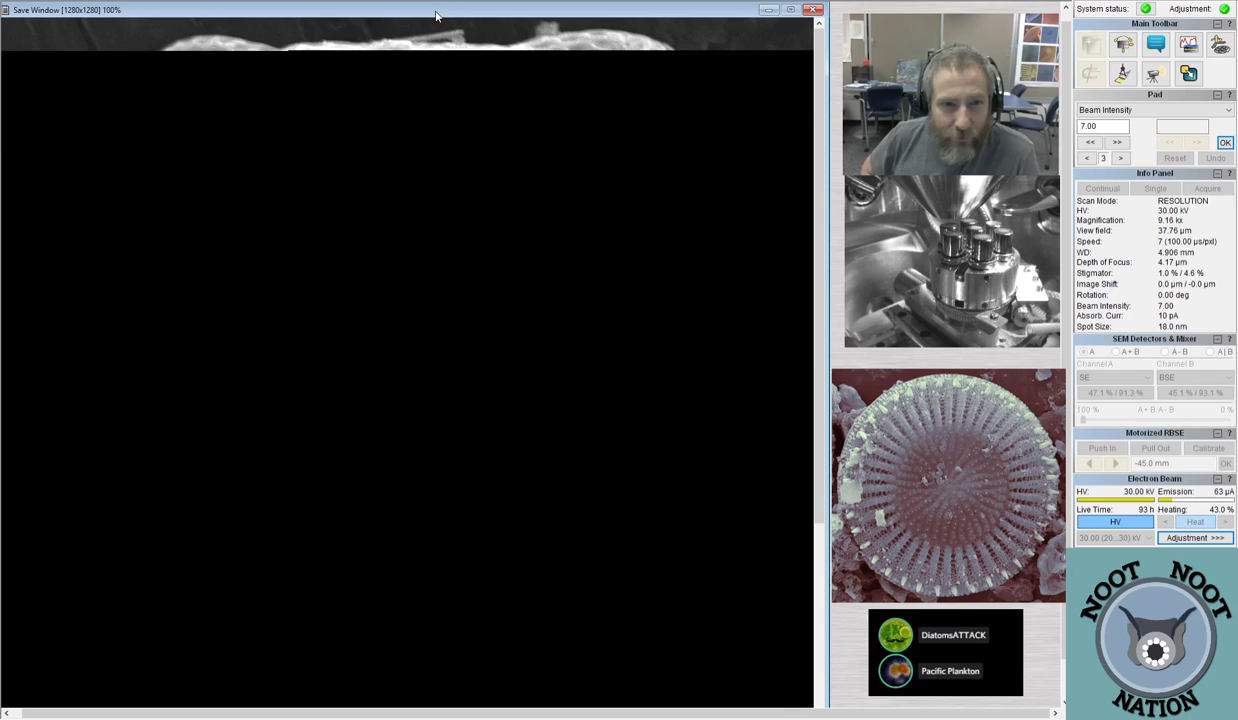 Save Window [1280x1280] 100%
System status: Adjustment:
Main Toolbar
Pad
Beam Intensity
7.00
<< >> << >> OK
< 3 > Reset Undo
Info Panel
Continual Single Acquire
Scan Mode: RESOLUTION
HV: 30.00 kV
Magnification: 9.16 kx
View field: 37.76 µm
Speed: 7 (100.00 µs/pxl)
WD: 4.906 mm
Depth of Focus: 4.17 µm
Stigmator: 1.0 % / 4.6 %
Image Shift: 0.0 µm / -0.0 µm
Rotation: 0.00 deg
Beam Intensity: 7.00
Absorb. Curr: 10 pA
Spot Size: 18.0 nm
SEM Detectors & Mixer
A A + B A - B A | B
Channel A Channel B
SE BSE
47.1 % / 91.3 % 45.1 % / 93.1 %
100 % A + B; A - B 0 %
Motorized RBSE
Push In Pull Out Calibrate
-45.0 mm OK
Electron Beam
HV: 30.00 kV Emission: 63 µA
Live Time: 93 h Heating: 43.0 %
HV < Heat >
30.00 (20...30) kV Adjustment >>>
DiatomsATTACK
Pacific Plankton
NOOT NOOT
NATION